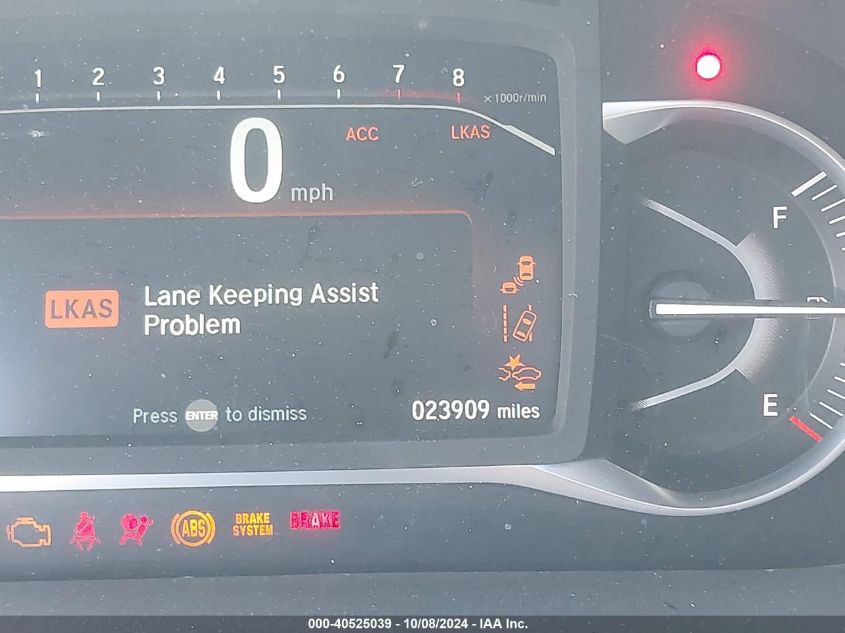 1 2 3 4 5 6 7 8
×1000r/min
0 mph
ACC
LKAS
F
LKAS
Lane Keeping Assist
Problem
E
Press ENTER to dismiss
023909 miles
ABS
BRAKE
SYSTEM
BRAKE
000-40525039 - 10/08/2024 - IAA Inc.